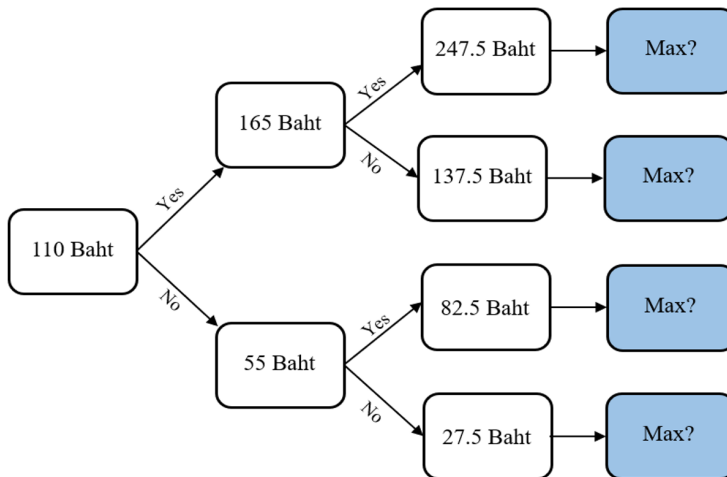 247.5 Baht
Max?
Yes
165 Baht
No
137.5 Baht
Max?
Yes
110 Baht
No
82.5 Baht
Max?
Yes
55 Baht
No
27.5 Baht
Max?